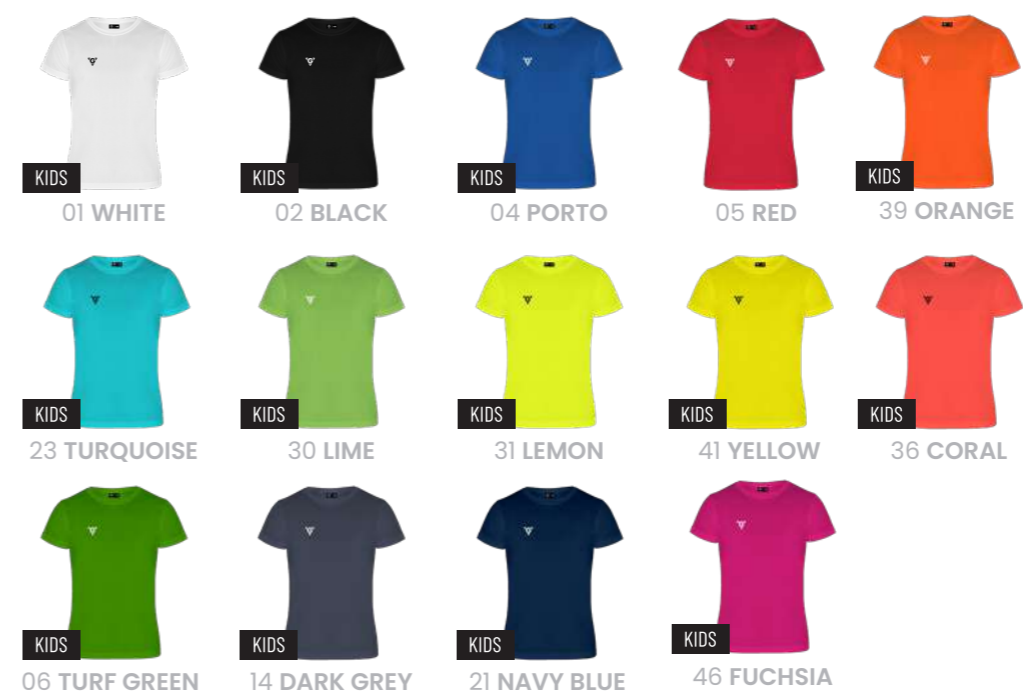 KIDS
01 WHITE
KIDS
02 BLACK
KIDS
04 PORTO
05 RED
KIDS
39 ORANGE
KIDS
23 TURQUOISE
KIDS
30 LIME
KIDS
31 LEMON
KIDS
41 YELLOW
KIDS
36 CORAL
KIDS
06 TURF GREEN
KIDS
14 DARK GREY
KIDS
21 NAVY BLUE
KIDS
46 FUCHSIA